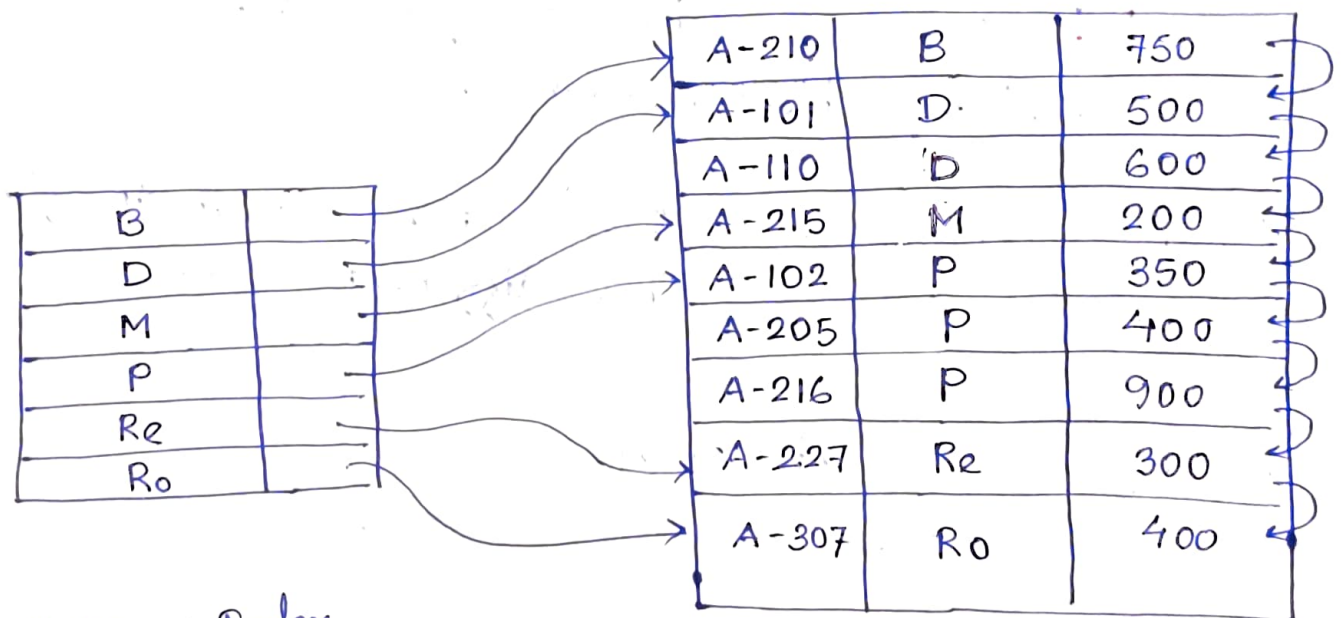 A-210 B 750
A-101 D 500
A-110 D 600
A-215 M 200
A-102 P 350
A-205 P 400
A-216 P 900
A-227 Re 300
A-307 Ro 400
B
D
M
P
Re
Ro